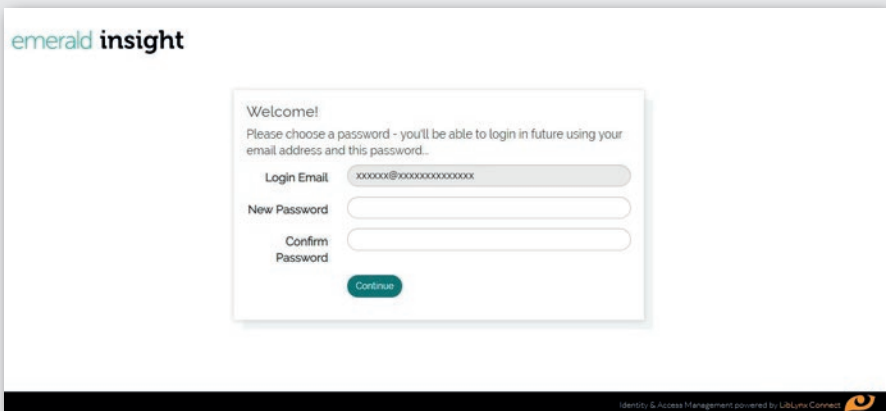 emerald insight
Welcome!
Please choose a password - you'll be able to login in future using your
email address and this password...
Login Email
xxxxxx@xxxxxxxxxxxxxx
New Password
Confirm
Password
Continue
Identity & Access Management powered by LibLynx Connect